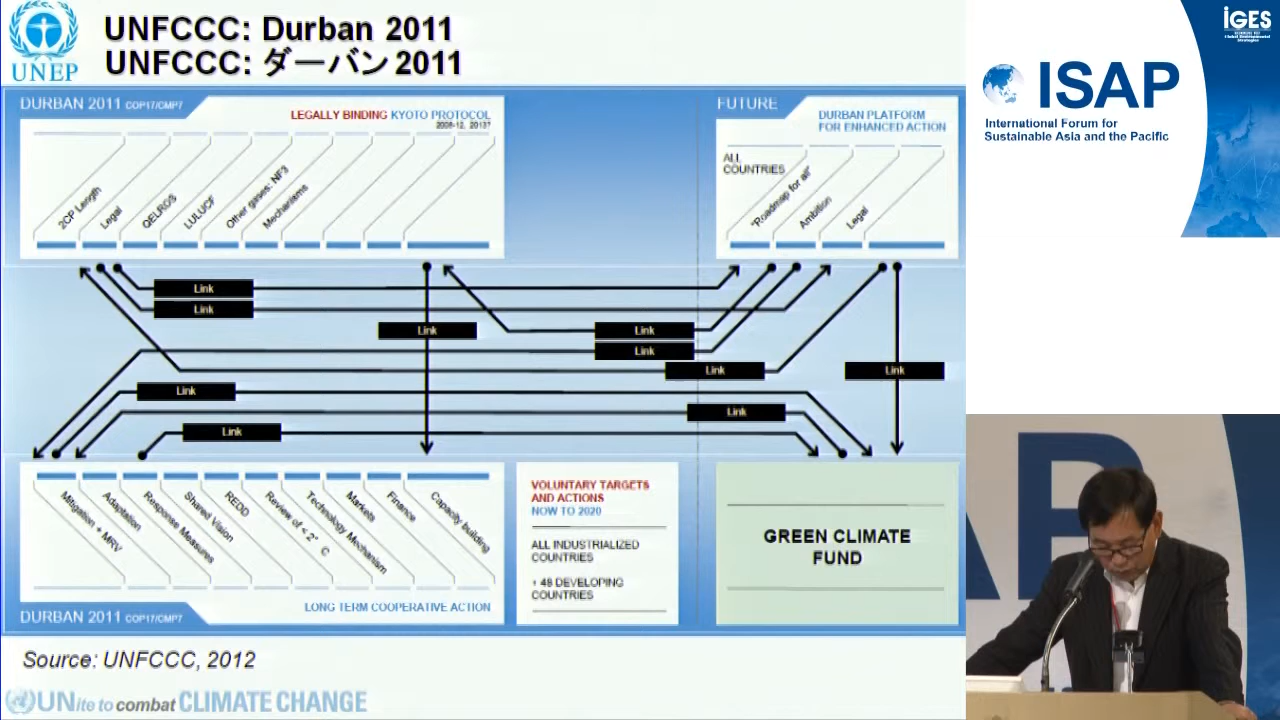 UNEP
UNFCCC: Durban 2011
UNFCCC: ダーバン 2011
DURBAN 2011 COP17/CMP7
LEGALLY BINDING KYOTO PROTOCOL
2008-12, 2013?
2CP Length
Legal
QELROS
LULUCF
Other gases: NF3
Mechanisms
FUTURE
DURBAN PLATFORM
FOR ENHANCED ACTION
ALL
COUNTRIES
"Roadmap for all"
Ambition
Legal
Link
Link
Link
Link
Link
Link
Link
Link
Link
Link
Mitigation + MRV
Adaptation
Response Measures
Shared Vision
REDD
Review of < 2° C
Technology Mechanism
Markets
Finance
Capacity building
DURBAN 2011 COP17/CMP7
LONG TERM COOPERATIVE ACTION
VOLUNTARY TARGETS
AND ACTIONS
NOW TO 2020
ALL INDUSTRIALIZED
COUNTRIES
+ 48 DEVELOPING
COUNTRIES
GREEN CLIMATE
FUND
Source: UNFCCC, 2012
UNite to combat CLIMATE CHANGE
IGES
ISAP
International Forum for
Sustainable Asia and the Pacific
AP